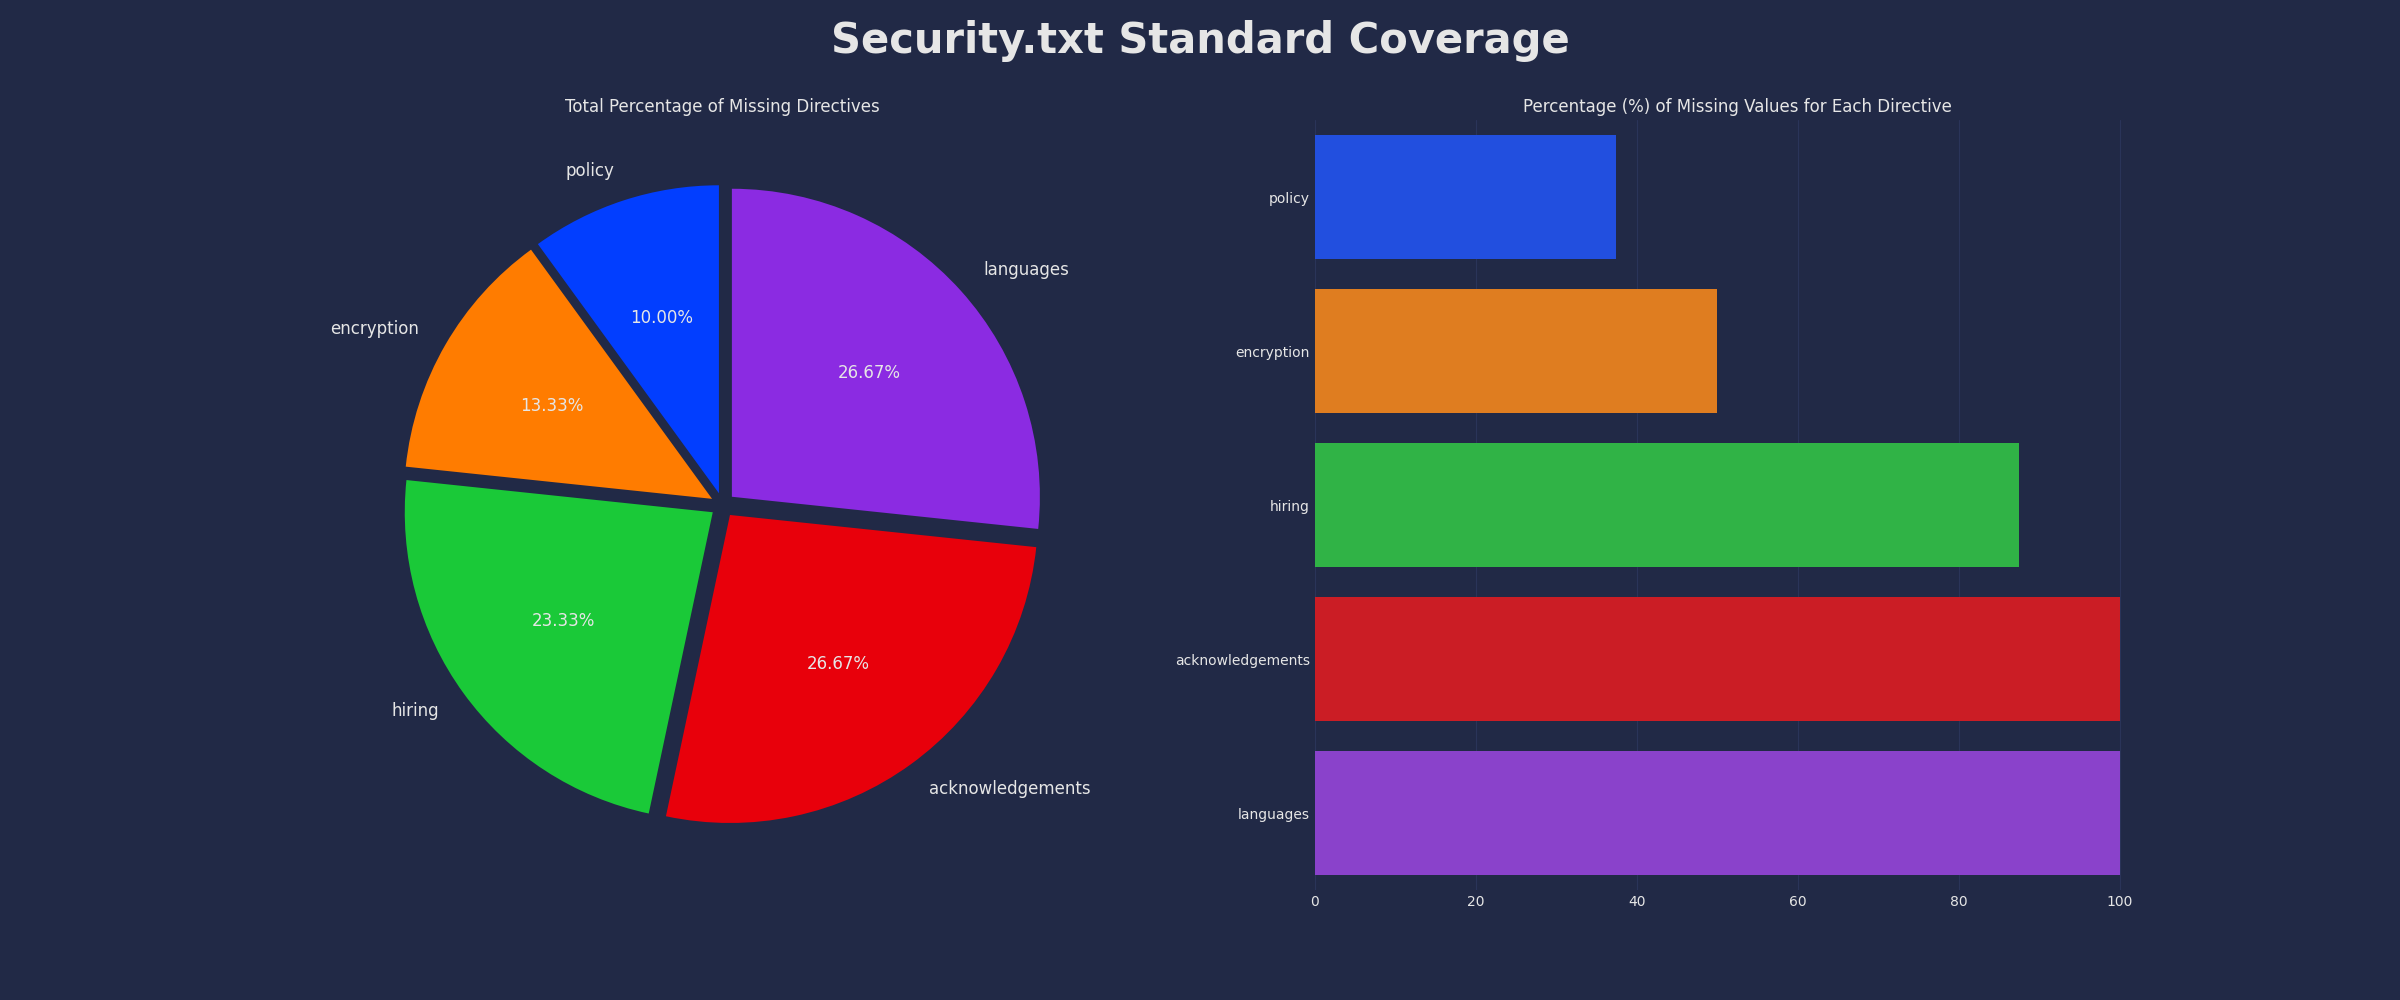 Security.txt Standard Coverage
Total Percentage of Missing Directives
policy
10.00%
languages
26.67%
encryption
13.33%
hiring
23.33%
acknowledgements
26.67%
Percentage (%) of Missing Values for Each Directive
policy
encryption
hiring
acknowledgements
languages
0 20 40 60 80 100